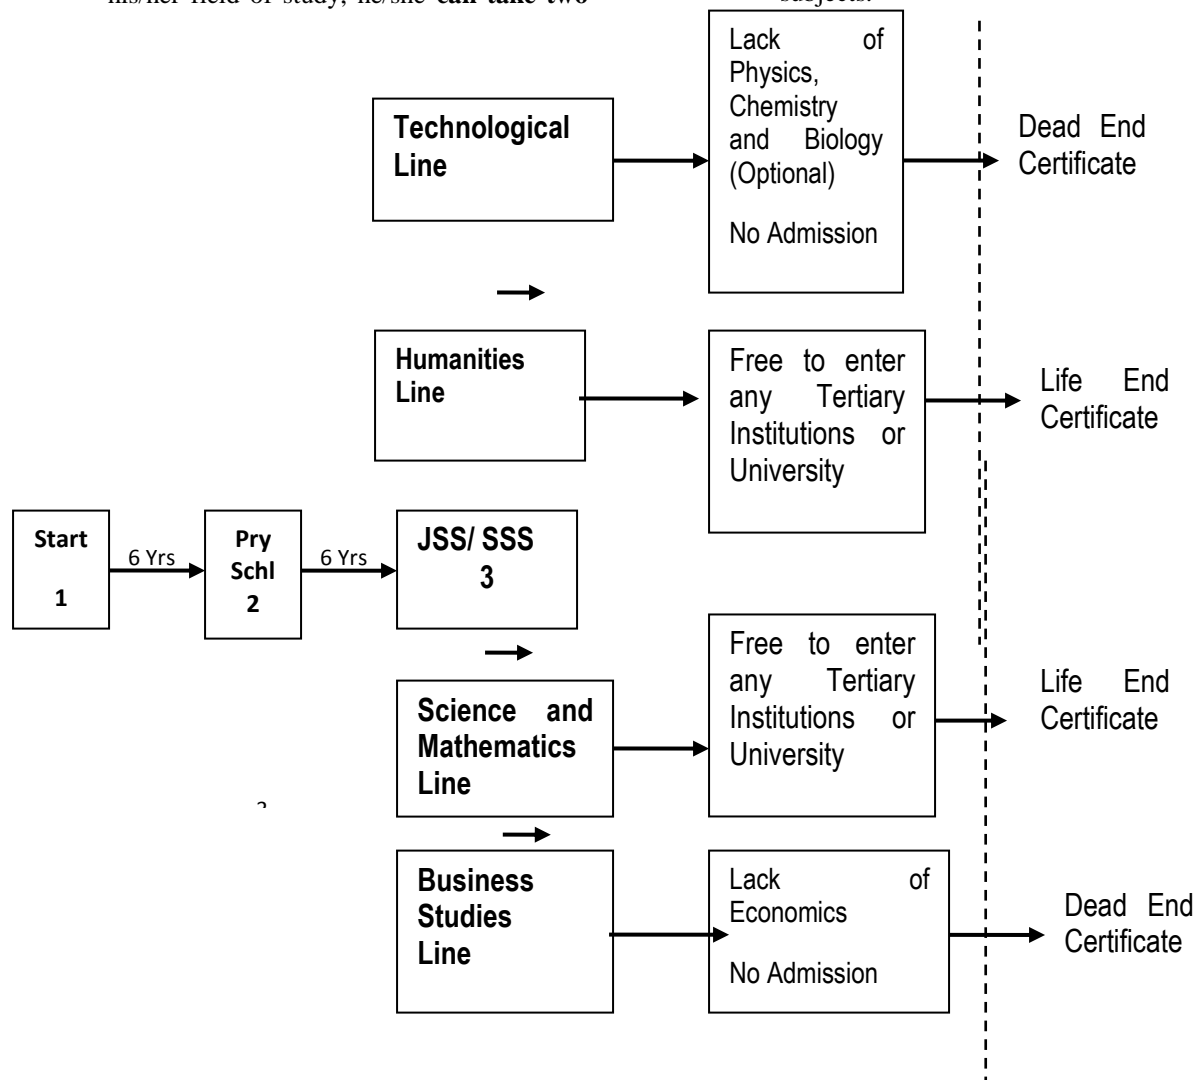 his/her field of study, he/she can take two
subjects.
Technological
Line
Lack of
Physics,
Chemistry
and Biology
(Optional)
No Admission
Dead End
Certificate
Humanities
Line
Free to enter
any Tertiary
Institutions or
University
Life End
Certificate
Start
1
6 Yrs
Pry
Schl
2
6 Yrs
JSS/ SSS
3
Science and
Mathematics
Line
Free to enter
any Tertiary
Institutions or
University
Life End
Certificate
Business
Studies
Line
Lack of
Economics
No Admission
Dead End
Certificate